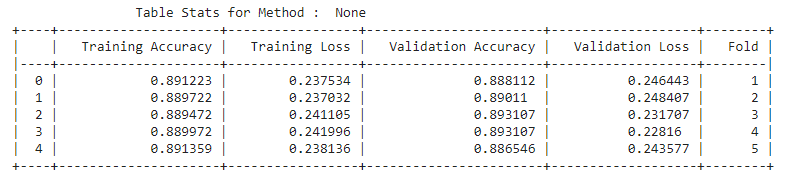 Table Stats for Method :  None
+----+---------------------+-----------------+-----------------------+-------------------+--------+
|    |   Training Accuracy |   Training Loss |   Validation Accuracy |   Validation Loss |   Fold |
|----+---------------------+-----------------+-----------------------+-------------------+--------|
|  0 |            0.891223 |        0.237534 |              0.888112 |          0.246443 |      1 |
|  1 |            0.889722 |        0.237032 |              0.89011  |          0.248407 |      2 |
|  2 |            0.889472 |        0.241105 |              0.893107 |          0.231707 |      3 |
|  3 |            0.889972 |        0.241996 |              0.893107 |          0.22816  |      4 |
|  4 |            0.891359 |        0.238136 |              0.886546 |          0.243577 |      5 |
+----+---------------------+-----------------+-----------------------+-------------------+--------+